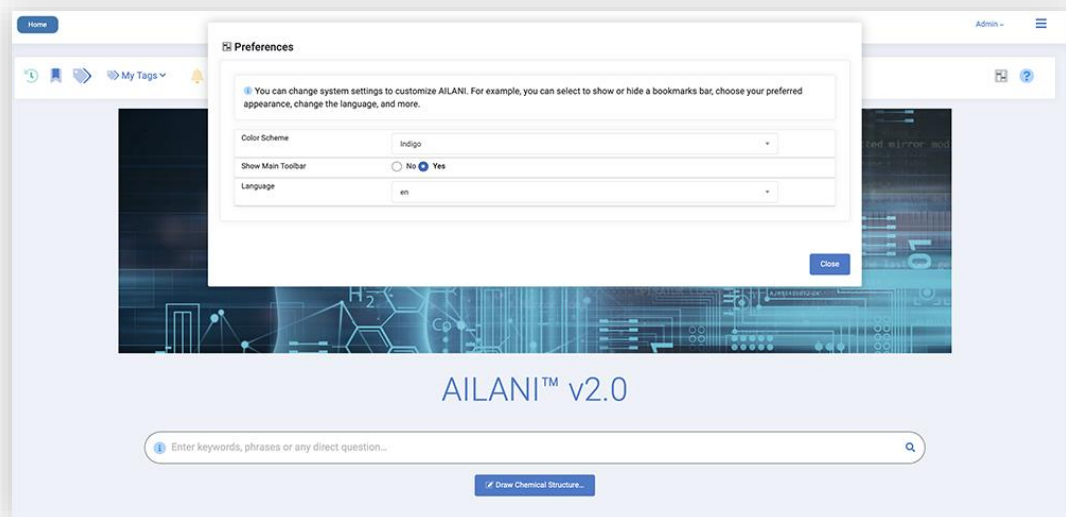 Home
Admin
Preferences
My Tags
You can change system settings to customize AILANI. For example, you can select to show or hide a bookmarks bar, choose your preferred
appearance, change the language, and more.
Color Scheme
Indigo
Show Main Toolbar
No Yes
Language
en
Close
01
H2
AILANI™ v2.0
Enter keywords, phrases or any direct question...
Draw Chemical Structure...